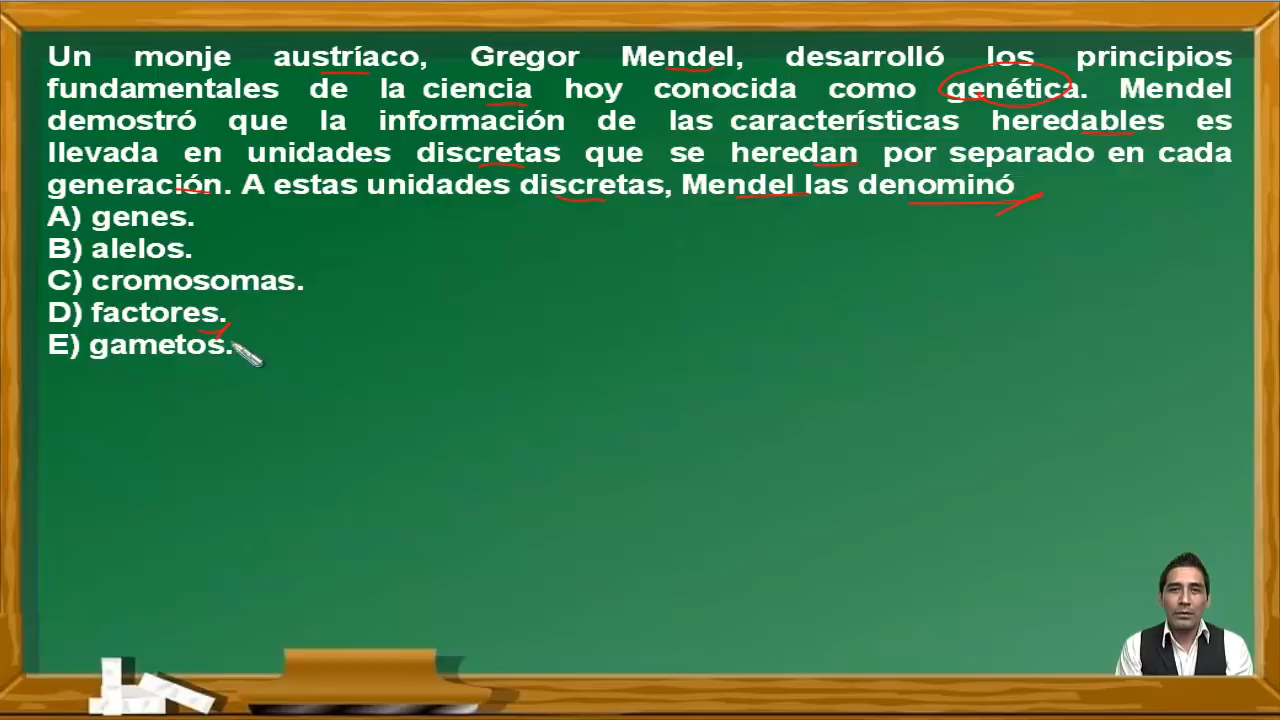 Un monje austríaco, Gregor Mendel, desarrolló los principios
fundamentales de la ciencia hoy conocida como genética. Mendel
demostró que la información de las características heredables es
llevada en unidades discretas que se heredan por separado en cada
generación. A estas unidades discretas, Mendel las denominó
A) genes.
B) alelos.
C) cromosomas.
D) factores.
E) gametos.